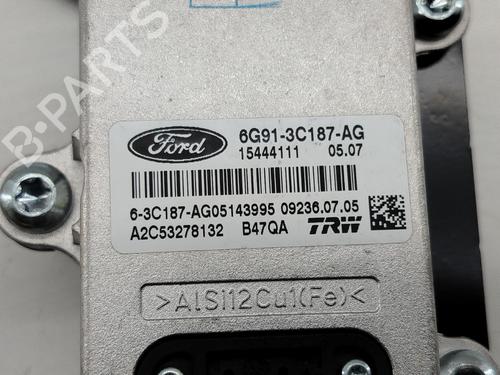 B-PARTS
Ford
6G91-3C187-AG
15444111 05.07
6-3C187-AG05143995 09236.07.05
A2C53278132 B47QA TRW
>AlSi12Cu1(Fe)<